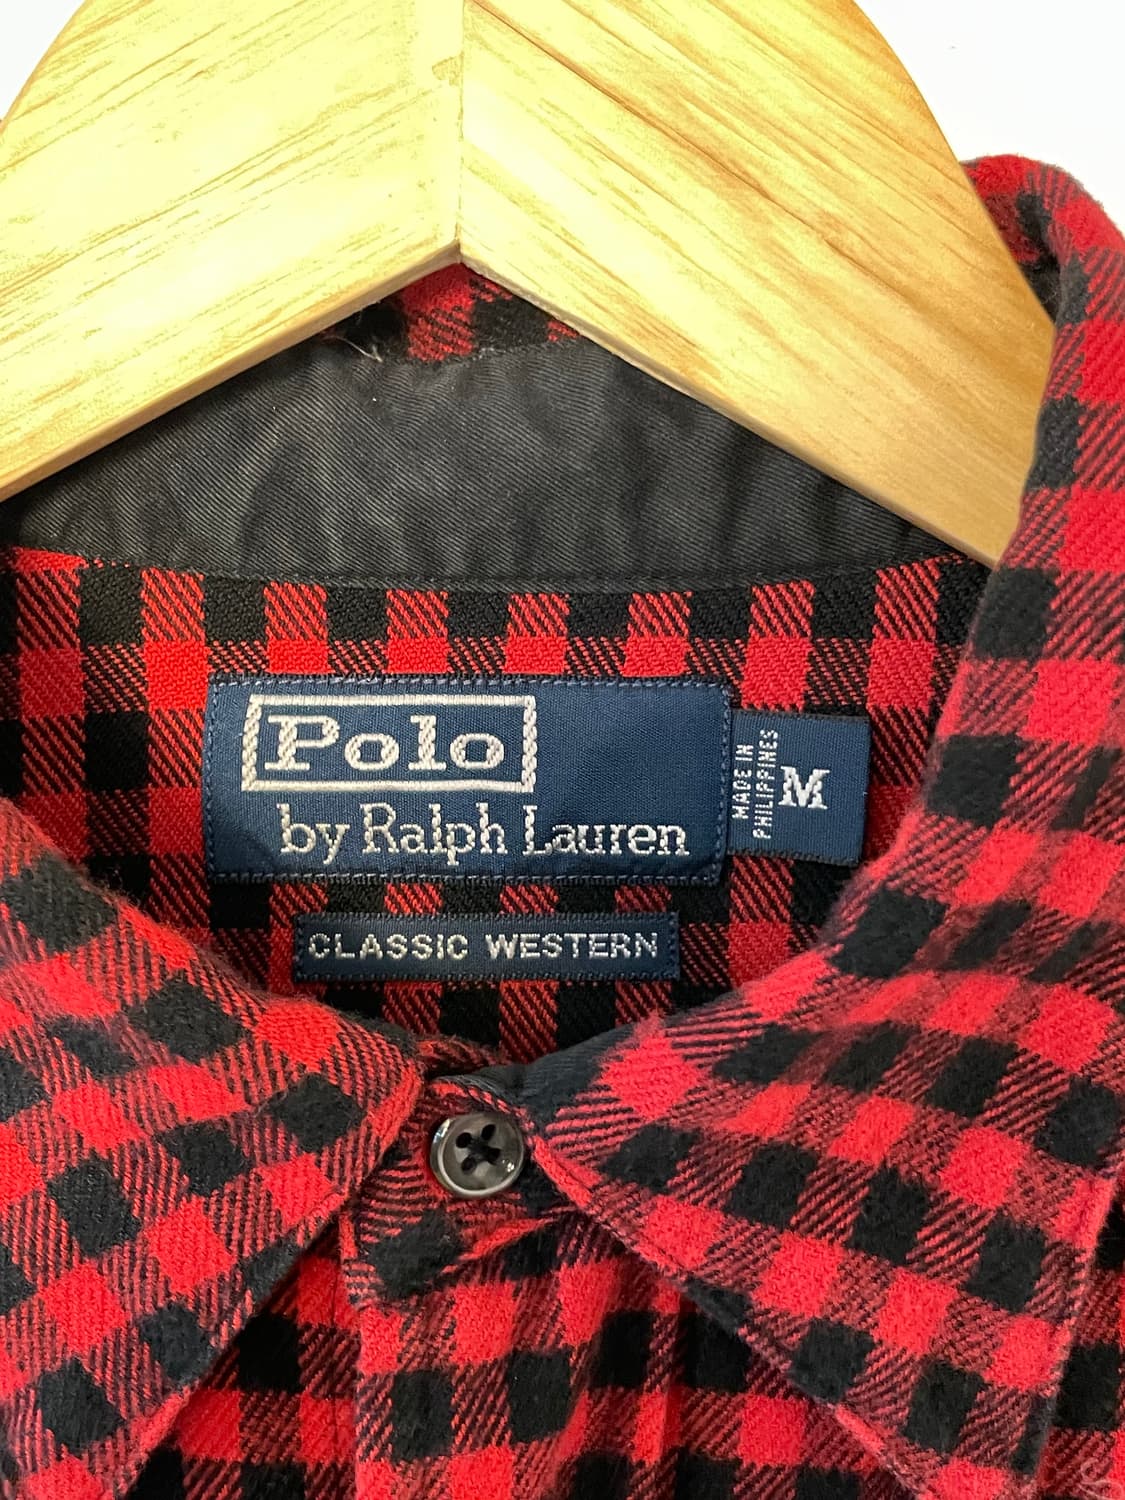 Polo
by Ralph Lauren
MADE IN
PHILIPPINES
M
CLASSIC WESTERN